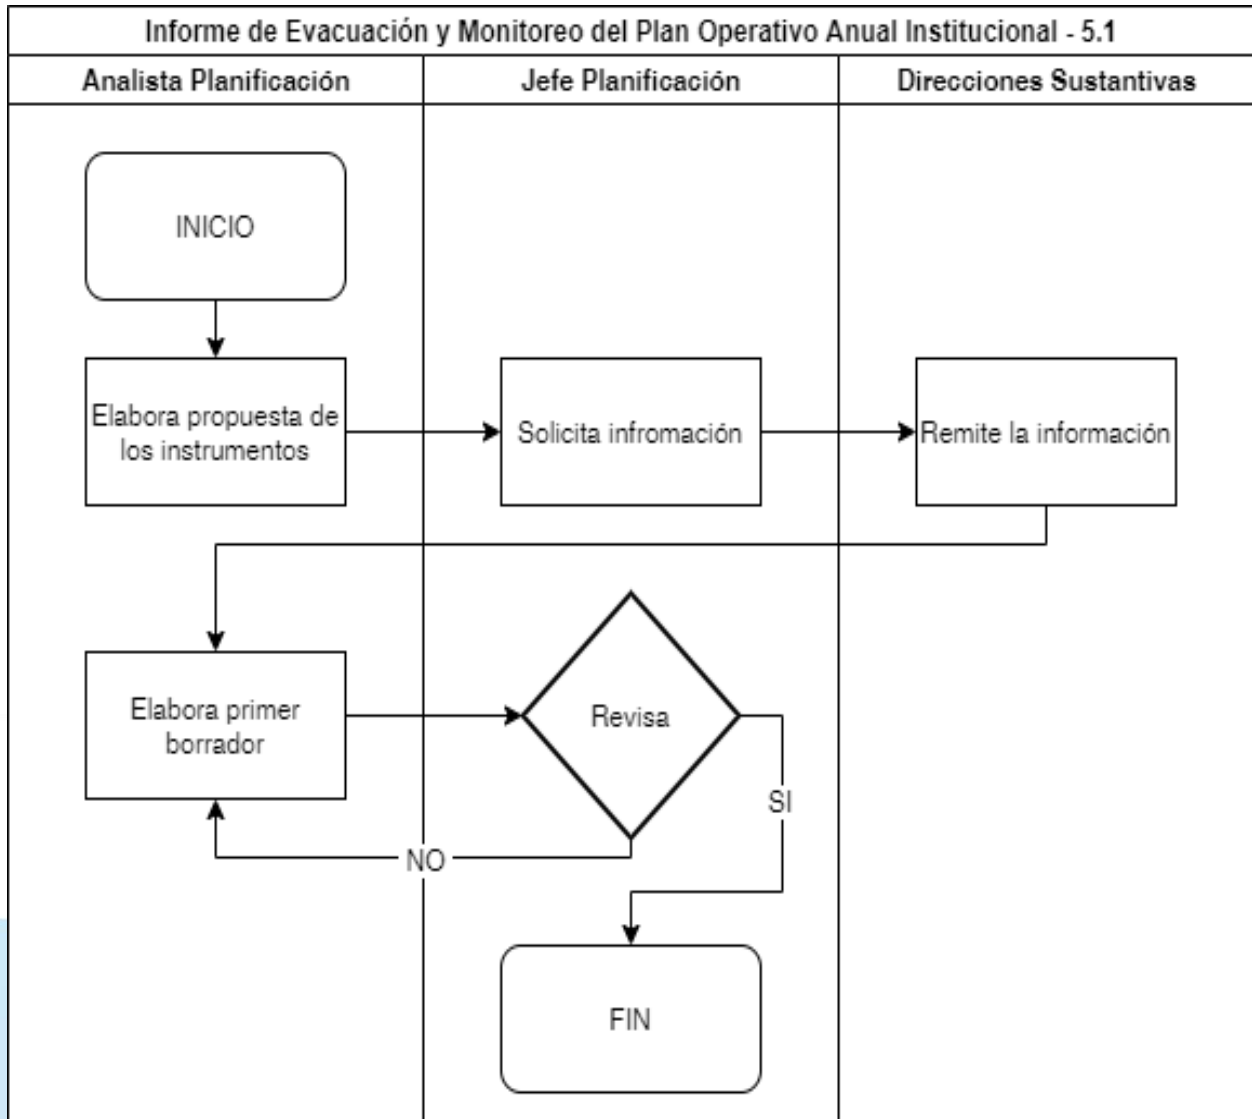 Informe de Evacuación y Monitoreo del Plan Operativo Anual Institucional - 5.1
Analista Planificación
Jefe Planificación
Direcciones Sustantivas
INICIO
Elabora propuesta de
los instrumentos
Solicita infromación
Remite la información
Elabora primer
borrador
Revisa
SI
NO
FIN